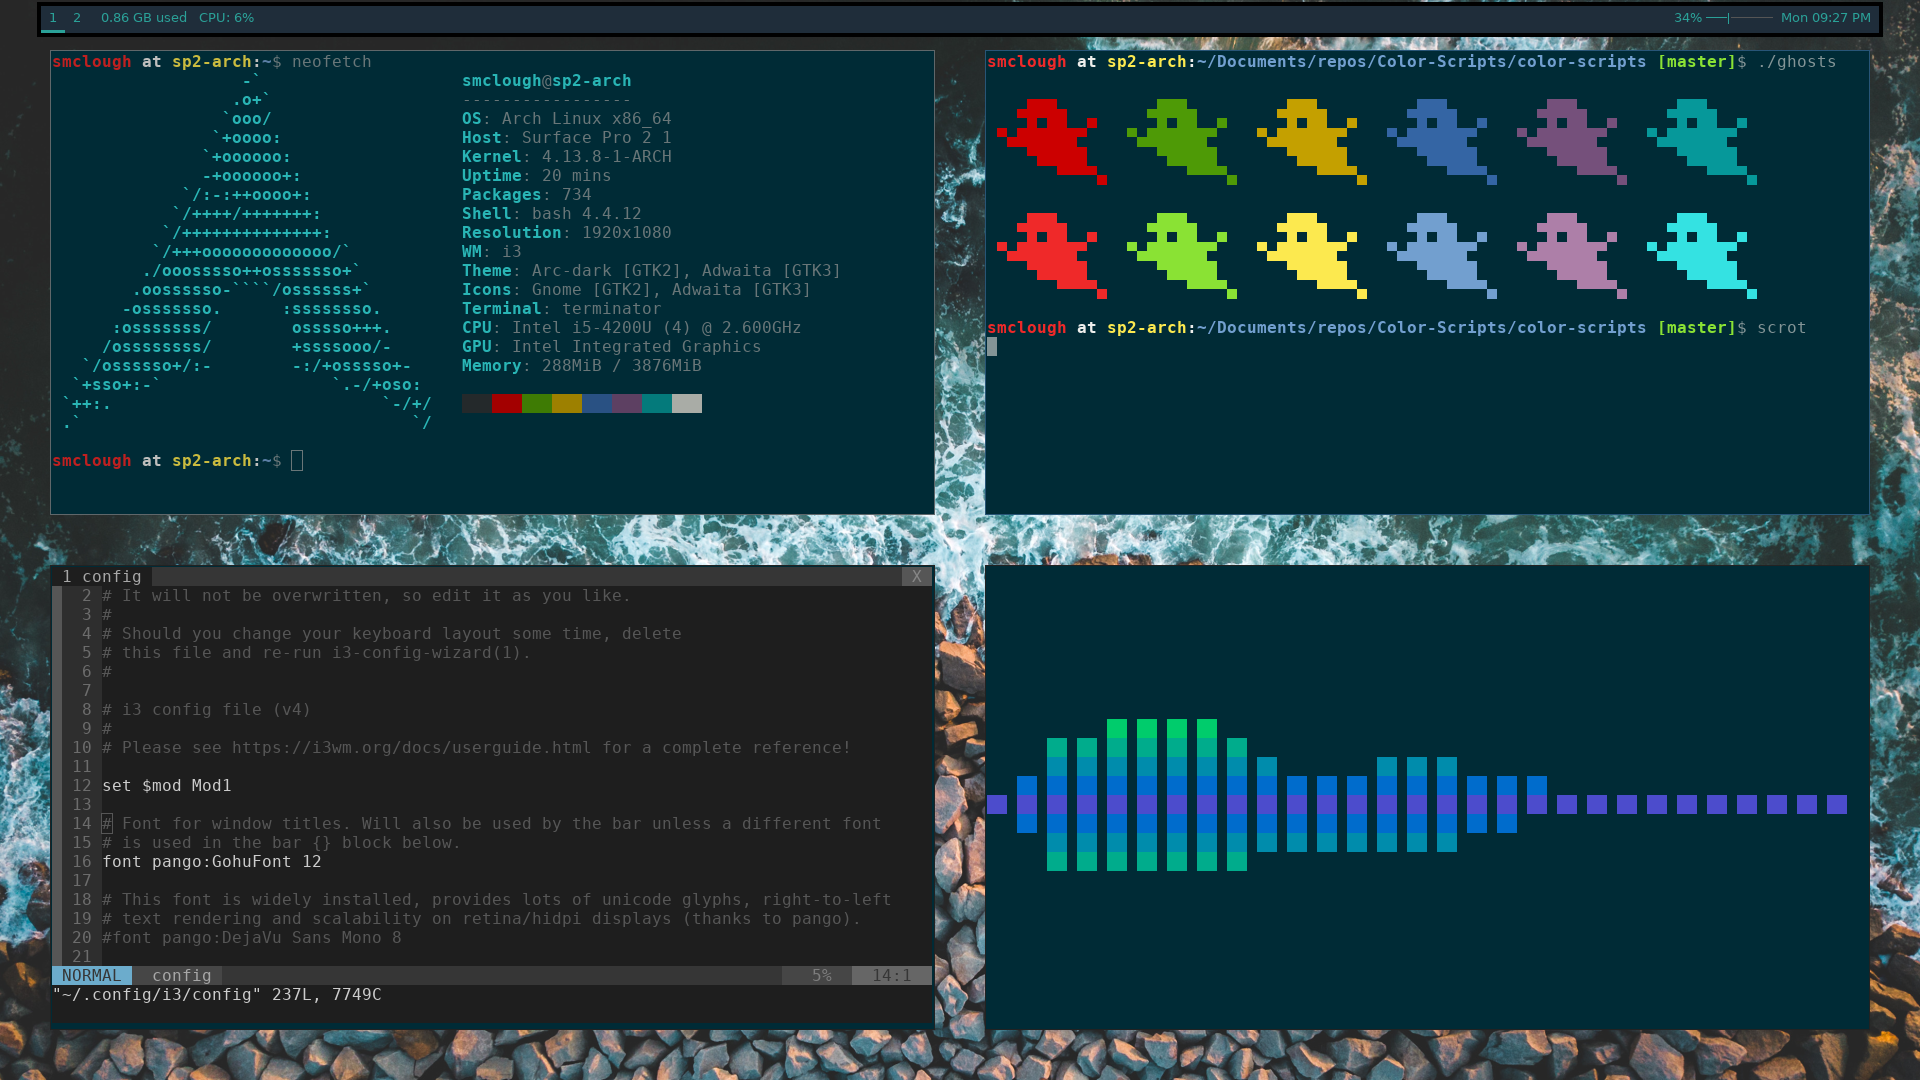 1 2 0.86 GB used CPU: 6% 34% Mon 09:27 PM
smclough at sp2-arch:~$ neofetch
-`
.o+`
`ooo/
`+oooo:
`+oooooo:
-+oooooo+:
`/:-:++oooo+:
`/++++/+++++++:
`/++++++++++++++:
`/+++ooooooooooooo/`
./ooosssso++osssssso+`
.oossssso-````/ossssss+`
-osssssso. :ssssssso.
:osssssss/ osssso+++.
/ossssssss/ +ssssooo/-
`/ossssso+/:- -:/+osssso+-
`+sso+:-` `.-/+oso:
`++:. `-/+/
.` `/
smclough@sp2-arch
-----------------
OS: Arch Linux x86_64
Host: Surface Pro 2 1
Kernel: 4.13.8-1-ARCH
Uptime: 20 mins
Packages: 734
Shell: bash 4.4.12
Resolution: 1920x1080
WM: i3
Theme: Arc-dark [GTK2], Adwaita [GTK3]
Icons: Gnome [GTK2], Adwaita [GTK3]
Terminal: terminator
CPU: Intel i5-4200U (4) @ 2.600GHz
GPU: Intel Integrated Graphics
Memory: 288MiB / 3876MiB
smclough at sp2-arch:~$
smclough at sp2-arch:~/Documents/repos/Color-Scripts/color-scripts [master]$ ./ghosts
smclough at sp2-arch:~/Documents/repos/Color-Scripts/color-scripts [master]$ scrot
1 config X
2 # It will not be overwritten, so edit it as you like.
3 #
4 # Should you change your keyboard layout some time, delete
5 # this file and re-run i3-config-wizard(1).
6 #
7
8 # i3 config file (v4)
9 #
10 # Please see https://i3wm.org/docs/userguide.html for a complete reference!
11
12 set $mod Mod1
13
14 # Font for window titles. Will also be used by the bar unless a different font
15 # is used in the bar {} block below.
16 font pango:GohuFont 12
17
18 # This font is widely installed, provides lots of unicode glyphs, right-to-left
19 # text rendering and scalability on retina/hidpi displays (thanks to pango).
20 #font pango:DejaVu Sans Mono 8
21
NORMAL config 5% 14:1
"~/.config/i3/config" 237L, 7749C